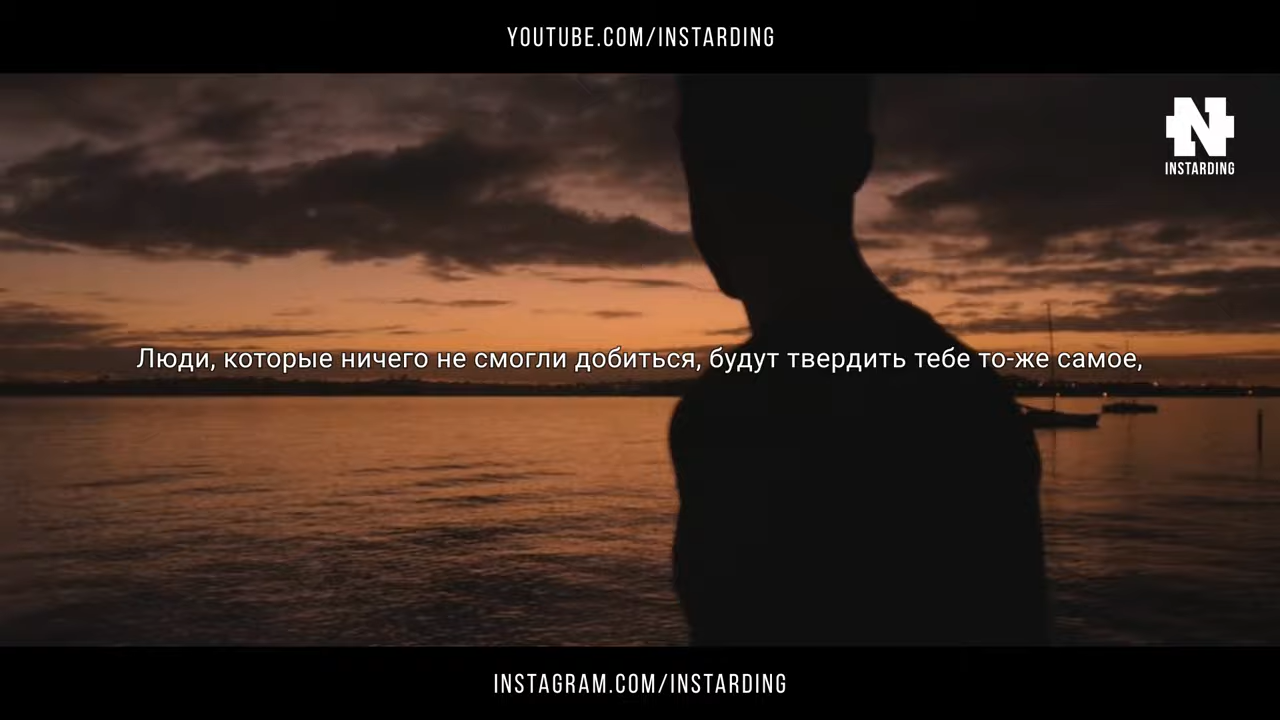 YOUTUBE.COM/INSTARDING
N
INSTARDING
Люди, которые ничего не смогли добиться, будут твердить тебе то-же самое,
INSTAGRAM.COM/INSTARDING